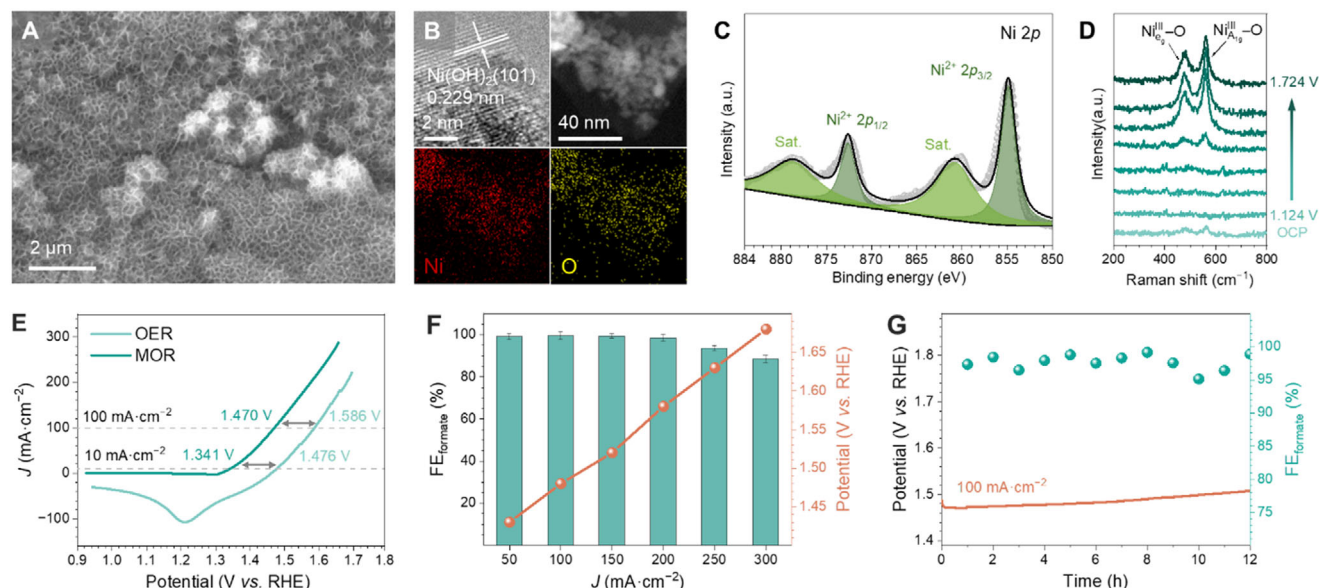 A
2 μm
B
Ni(OH)2(101)
0.229 nm
2 nm
40 nm
Ni
O
C
Ni 2p
Ni²⁺ 2p3/2
Ni²⁺ 2p1/2
Sat.
Sat.
Intensity (a.u.)
884 880 875 870 865 860 855 850
Binding energy (eV)
D
Ni^III_eg–O
Ni^III_A1g–O
1.724 V
1.124 V
OCP
Intensity(a.u.)
200 400 600 800
Raman shift (cm⁻¹)
E
OER
MOR
100 mA·cm⁻²
1.470 V
1.586 V
10 mA·cm⁻²
1.341 V
1.476 V
J (mA·cm⁻²)
300
200
100
0
−100
0.9 1.0 1.1 1.2 1.3 1.4 1.5 1.6 1.7 1.8
Potential (V vs. RHE)
F
FEformate (%)
100
80
60
40
20
50 100 150 200 250 300
J (mA·cm⁻²)
1.65
1.60
1.55
1.50
1.45
Potential (V vs. RHE)
G
Potential (V vs. RHE)
1.8
1.7
1.6
1.5
1.4
100 mA·cm⁻²
0 2 4 6 8 10 12
Time (h)
100
95
90
85
80
75
FEformate (%)